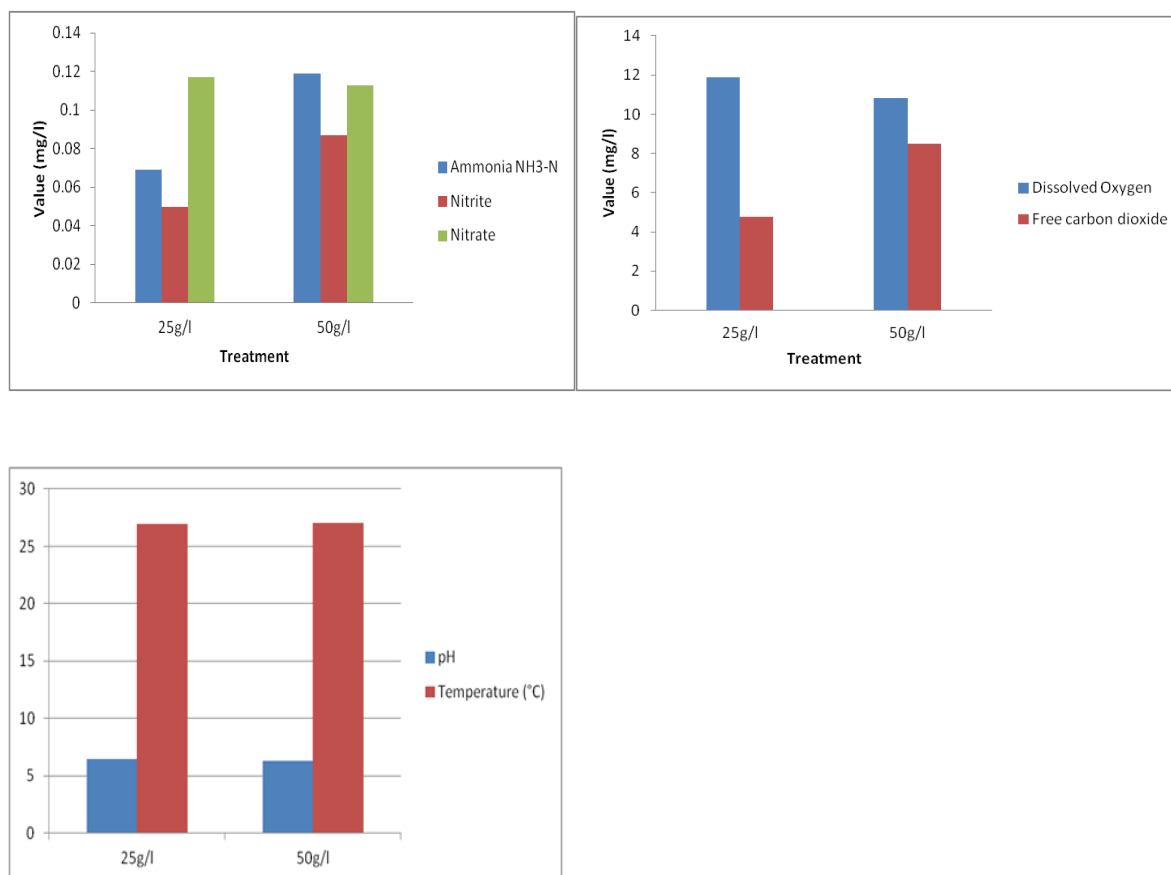 0.14
0.12
0.1
0.08
0.06
0.04
0.02
0
Value (mg/l)
25g/l
50g/l
Treatment
Ammonia NH3-N
Nitrite
Nitrate
14
12
10
8
6
4
2
0
Value (mg/l)
25g/l
50g/l
Treatment
Dissolved Oxygen
Free carbon dioxide
30
25
20
15
10
5
0
25g/l
50g/l
pH
Temperature (°C)